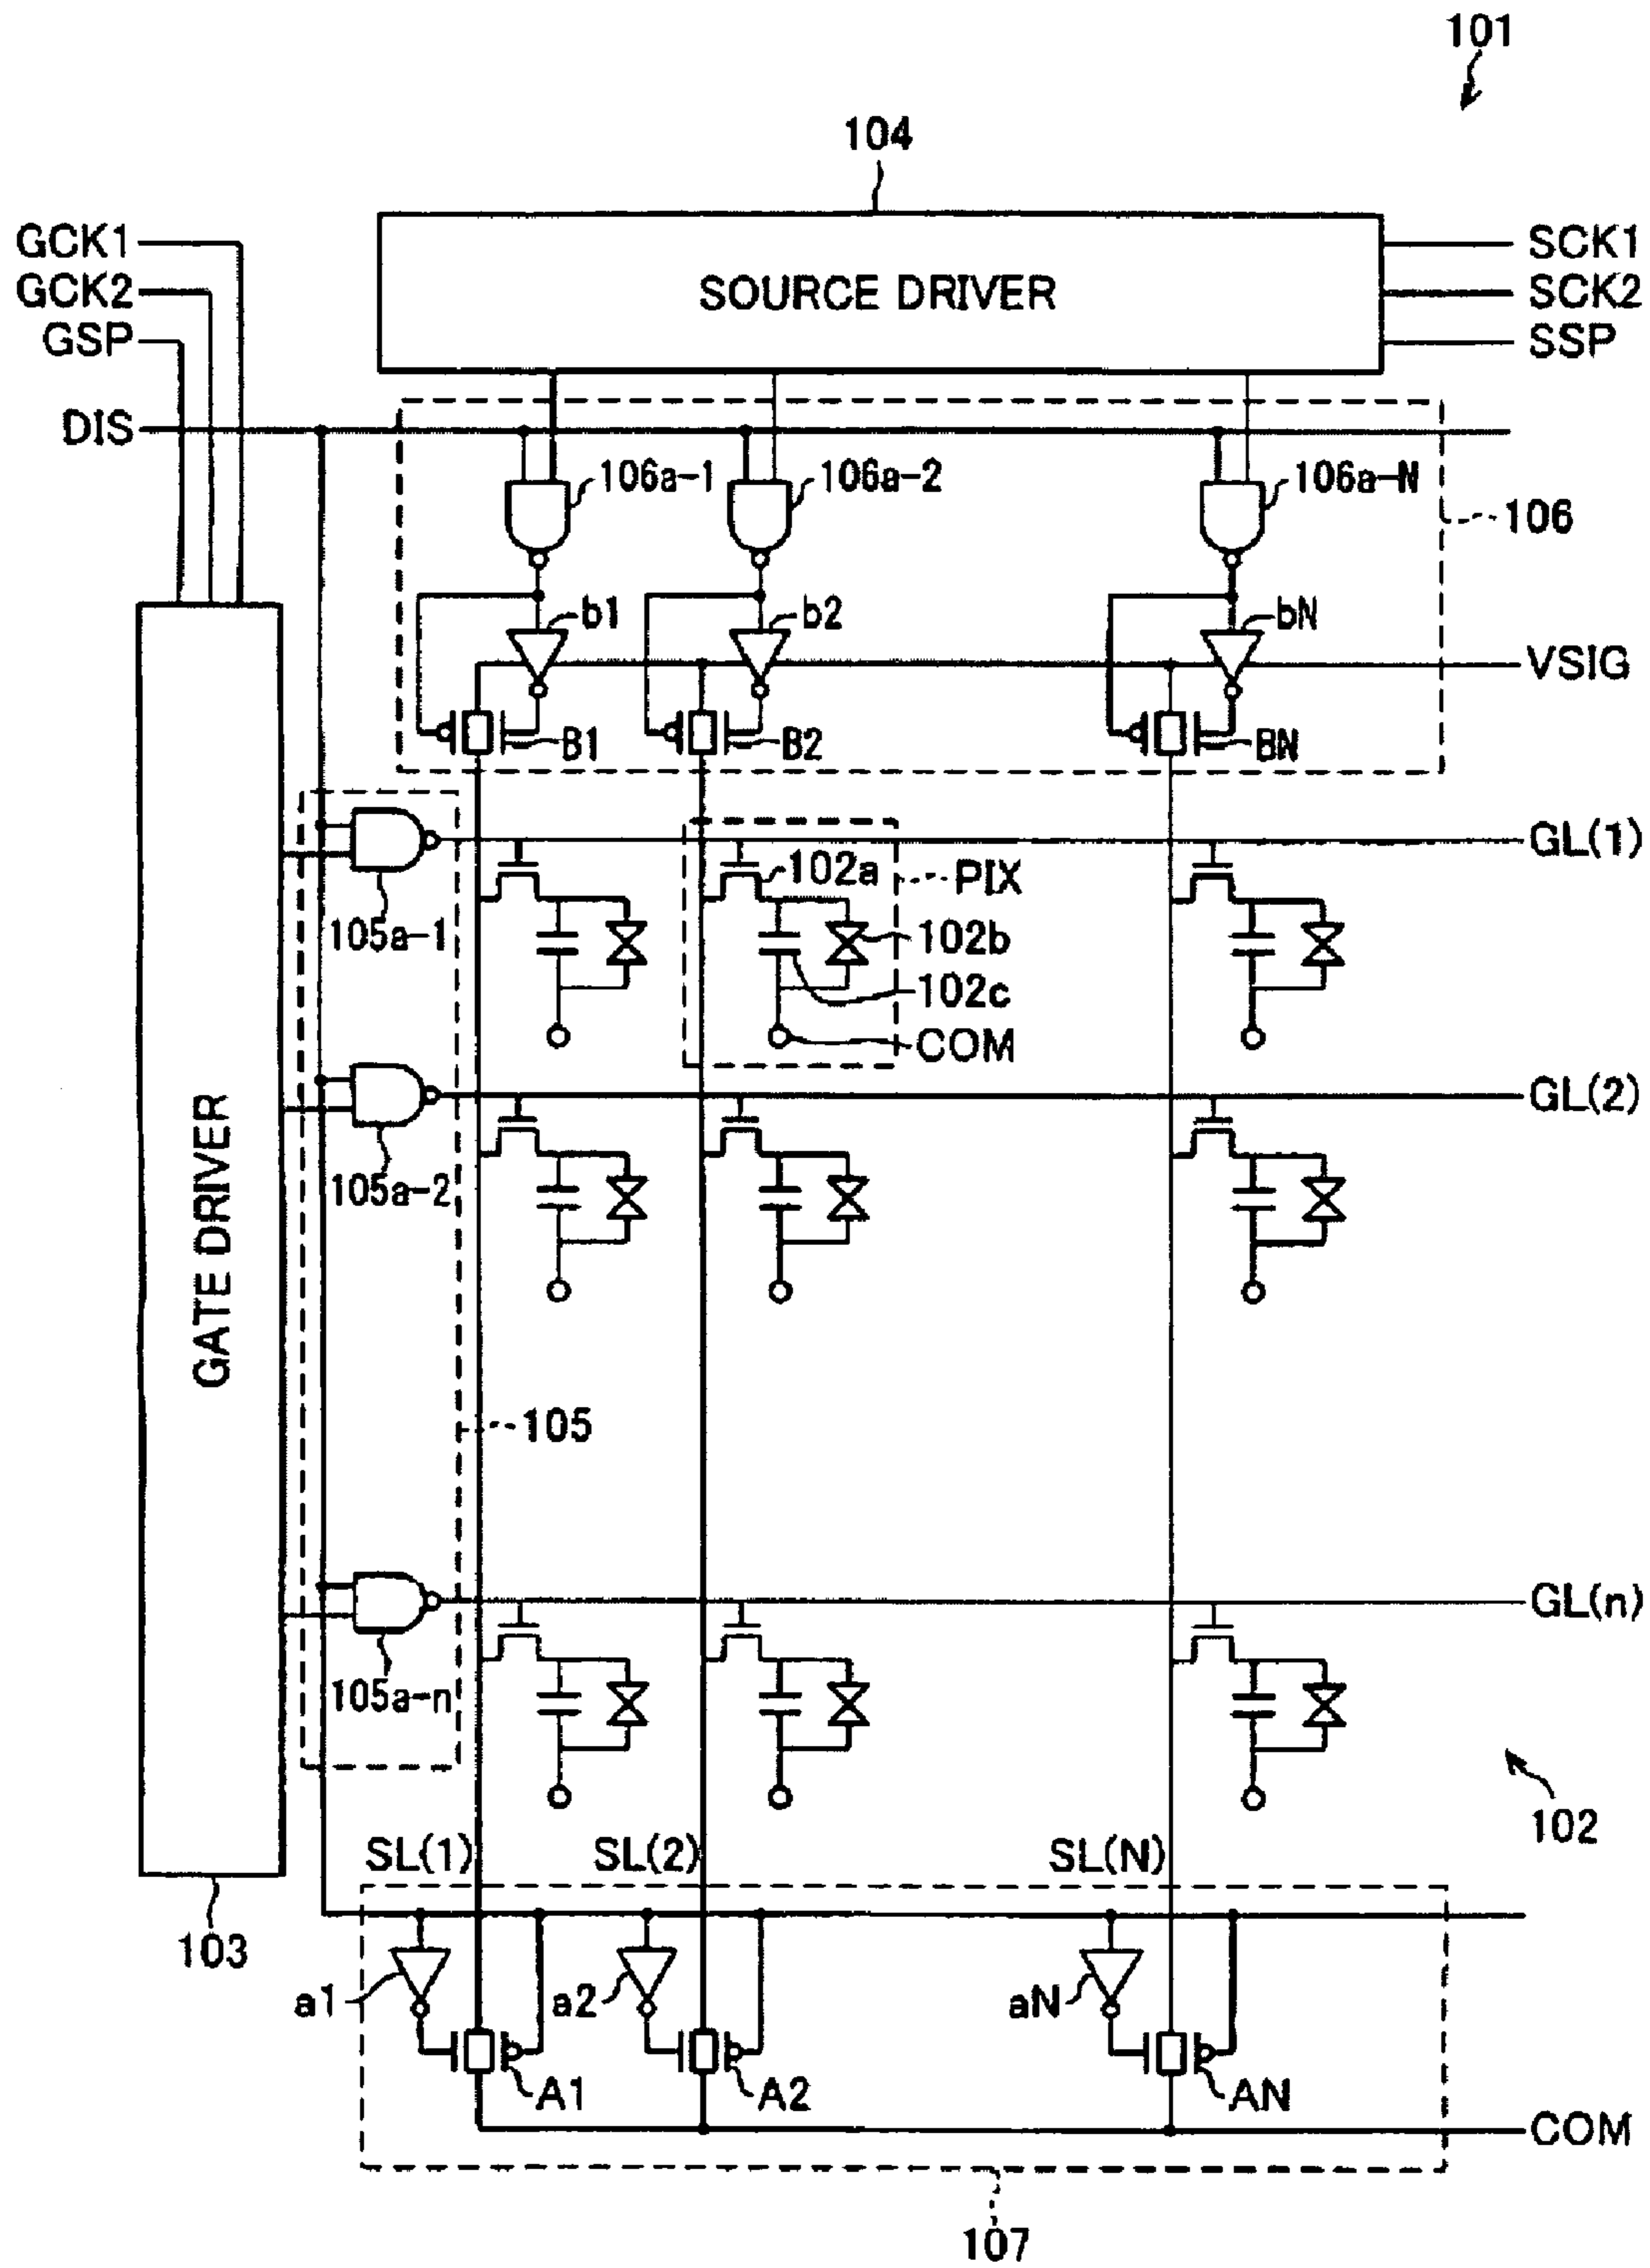 101
104
GCK1
GCK2
GSP
DIS
SOURCE DRIVER
SCK1
SCK2
SSP
106a-1
106a-2
106a-N
106
b1
b2
bN
VSIG
B1
B2
BN
GL(1)
102a
PIX
105a-1
102b
102c
COM
GL(2)
105a-2
GATE DRIVER
105
GL(n)
105a-n
102
SL(1)
SL(2)
SL(N)
103
a1
a2
aN
A1
A2
AN
COM
107